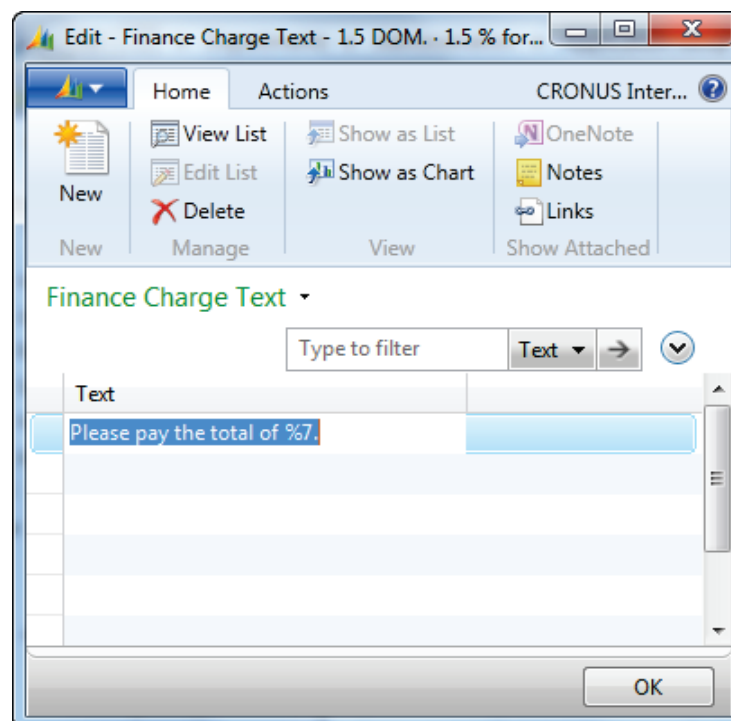 Edit - Finance Charge Text - 1.5 DOM. · 1.5 % for...
Home Actions CRONUS Inter...
New
View List
Edit List
Delete
Show as List
Show as Chart
OneNote
Notes
Links
New Manage View Show Attached
Finance Charge Text
Type to filter Text
Text
Please pay the total of %7.
OK